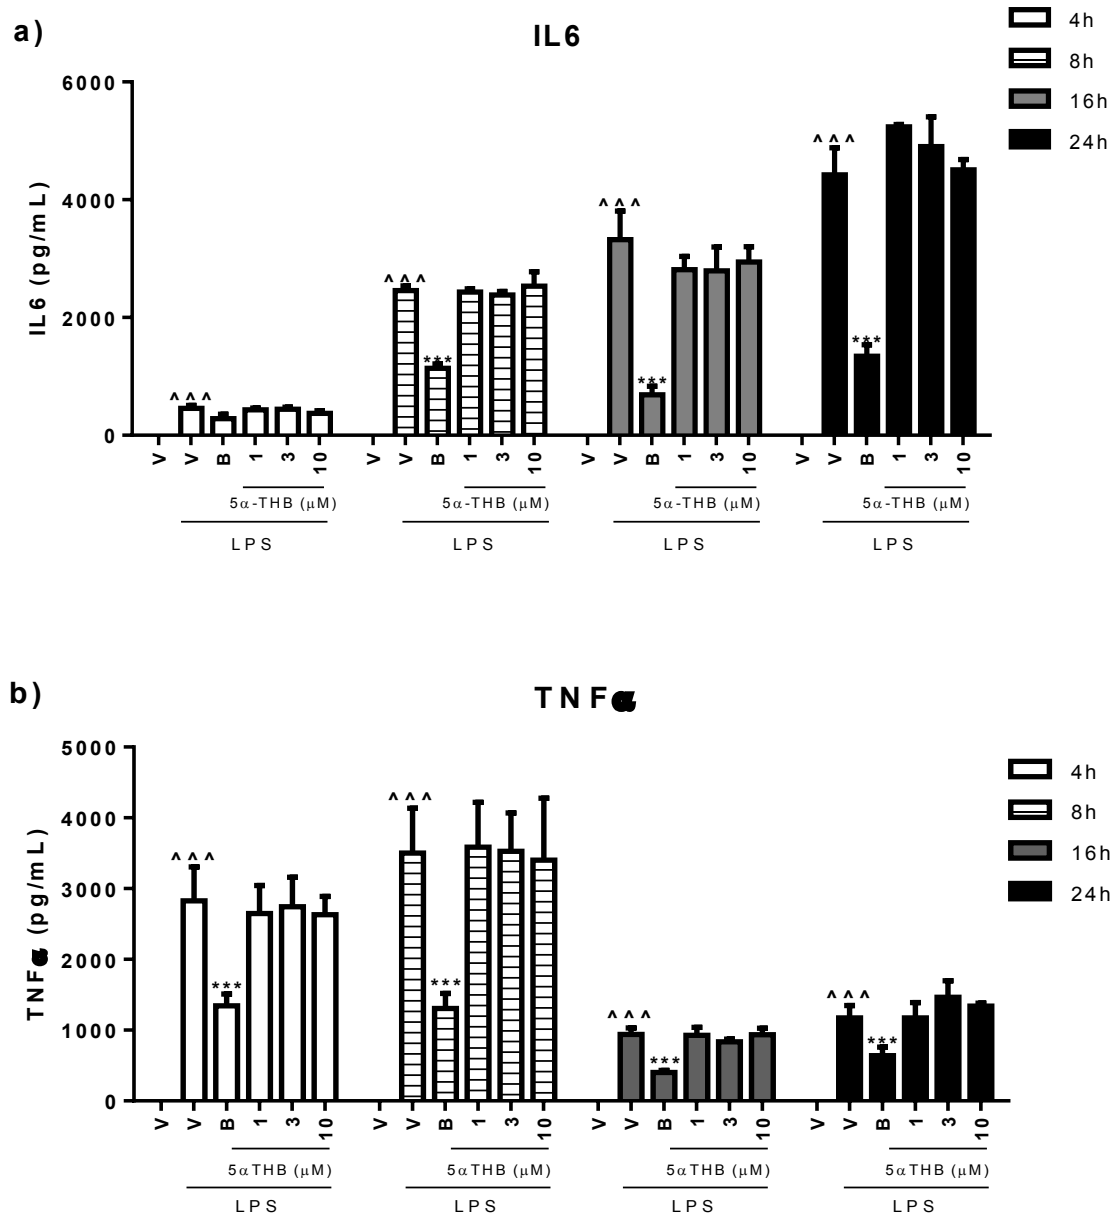 a)
IL6
4h
8h
16h
24h
IL6 (pg/mL)
6000
4000
2000
0
^^^
^^^
***
^^^
***
^^^
***
V V B 1 3 10 V V B 1 3 10 V V B 1 3 10 V V B 1 3 10
5α-THB (μM) 5α-THB (μM) 5α-THB (μM) 5α-THB (μM)
LPS LPS LPS LPS
b)
TNFα
4h
8h
16h
24h
TNFα (pg/mL)
5000
4000
3000
2000
1000
0
^^^
***
^^^
***
^^^
***
^^^
***
V V B 1 3 10 V V B 1 3 10 V V B 1 3 10 V V B 1 3 10
5αTHB (μM) 5αTHB (μM) 5αTHB (μM) 5αTHB (μM)
LPS LPS LPS LPS